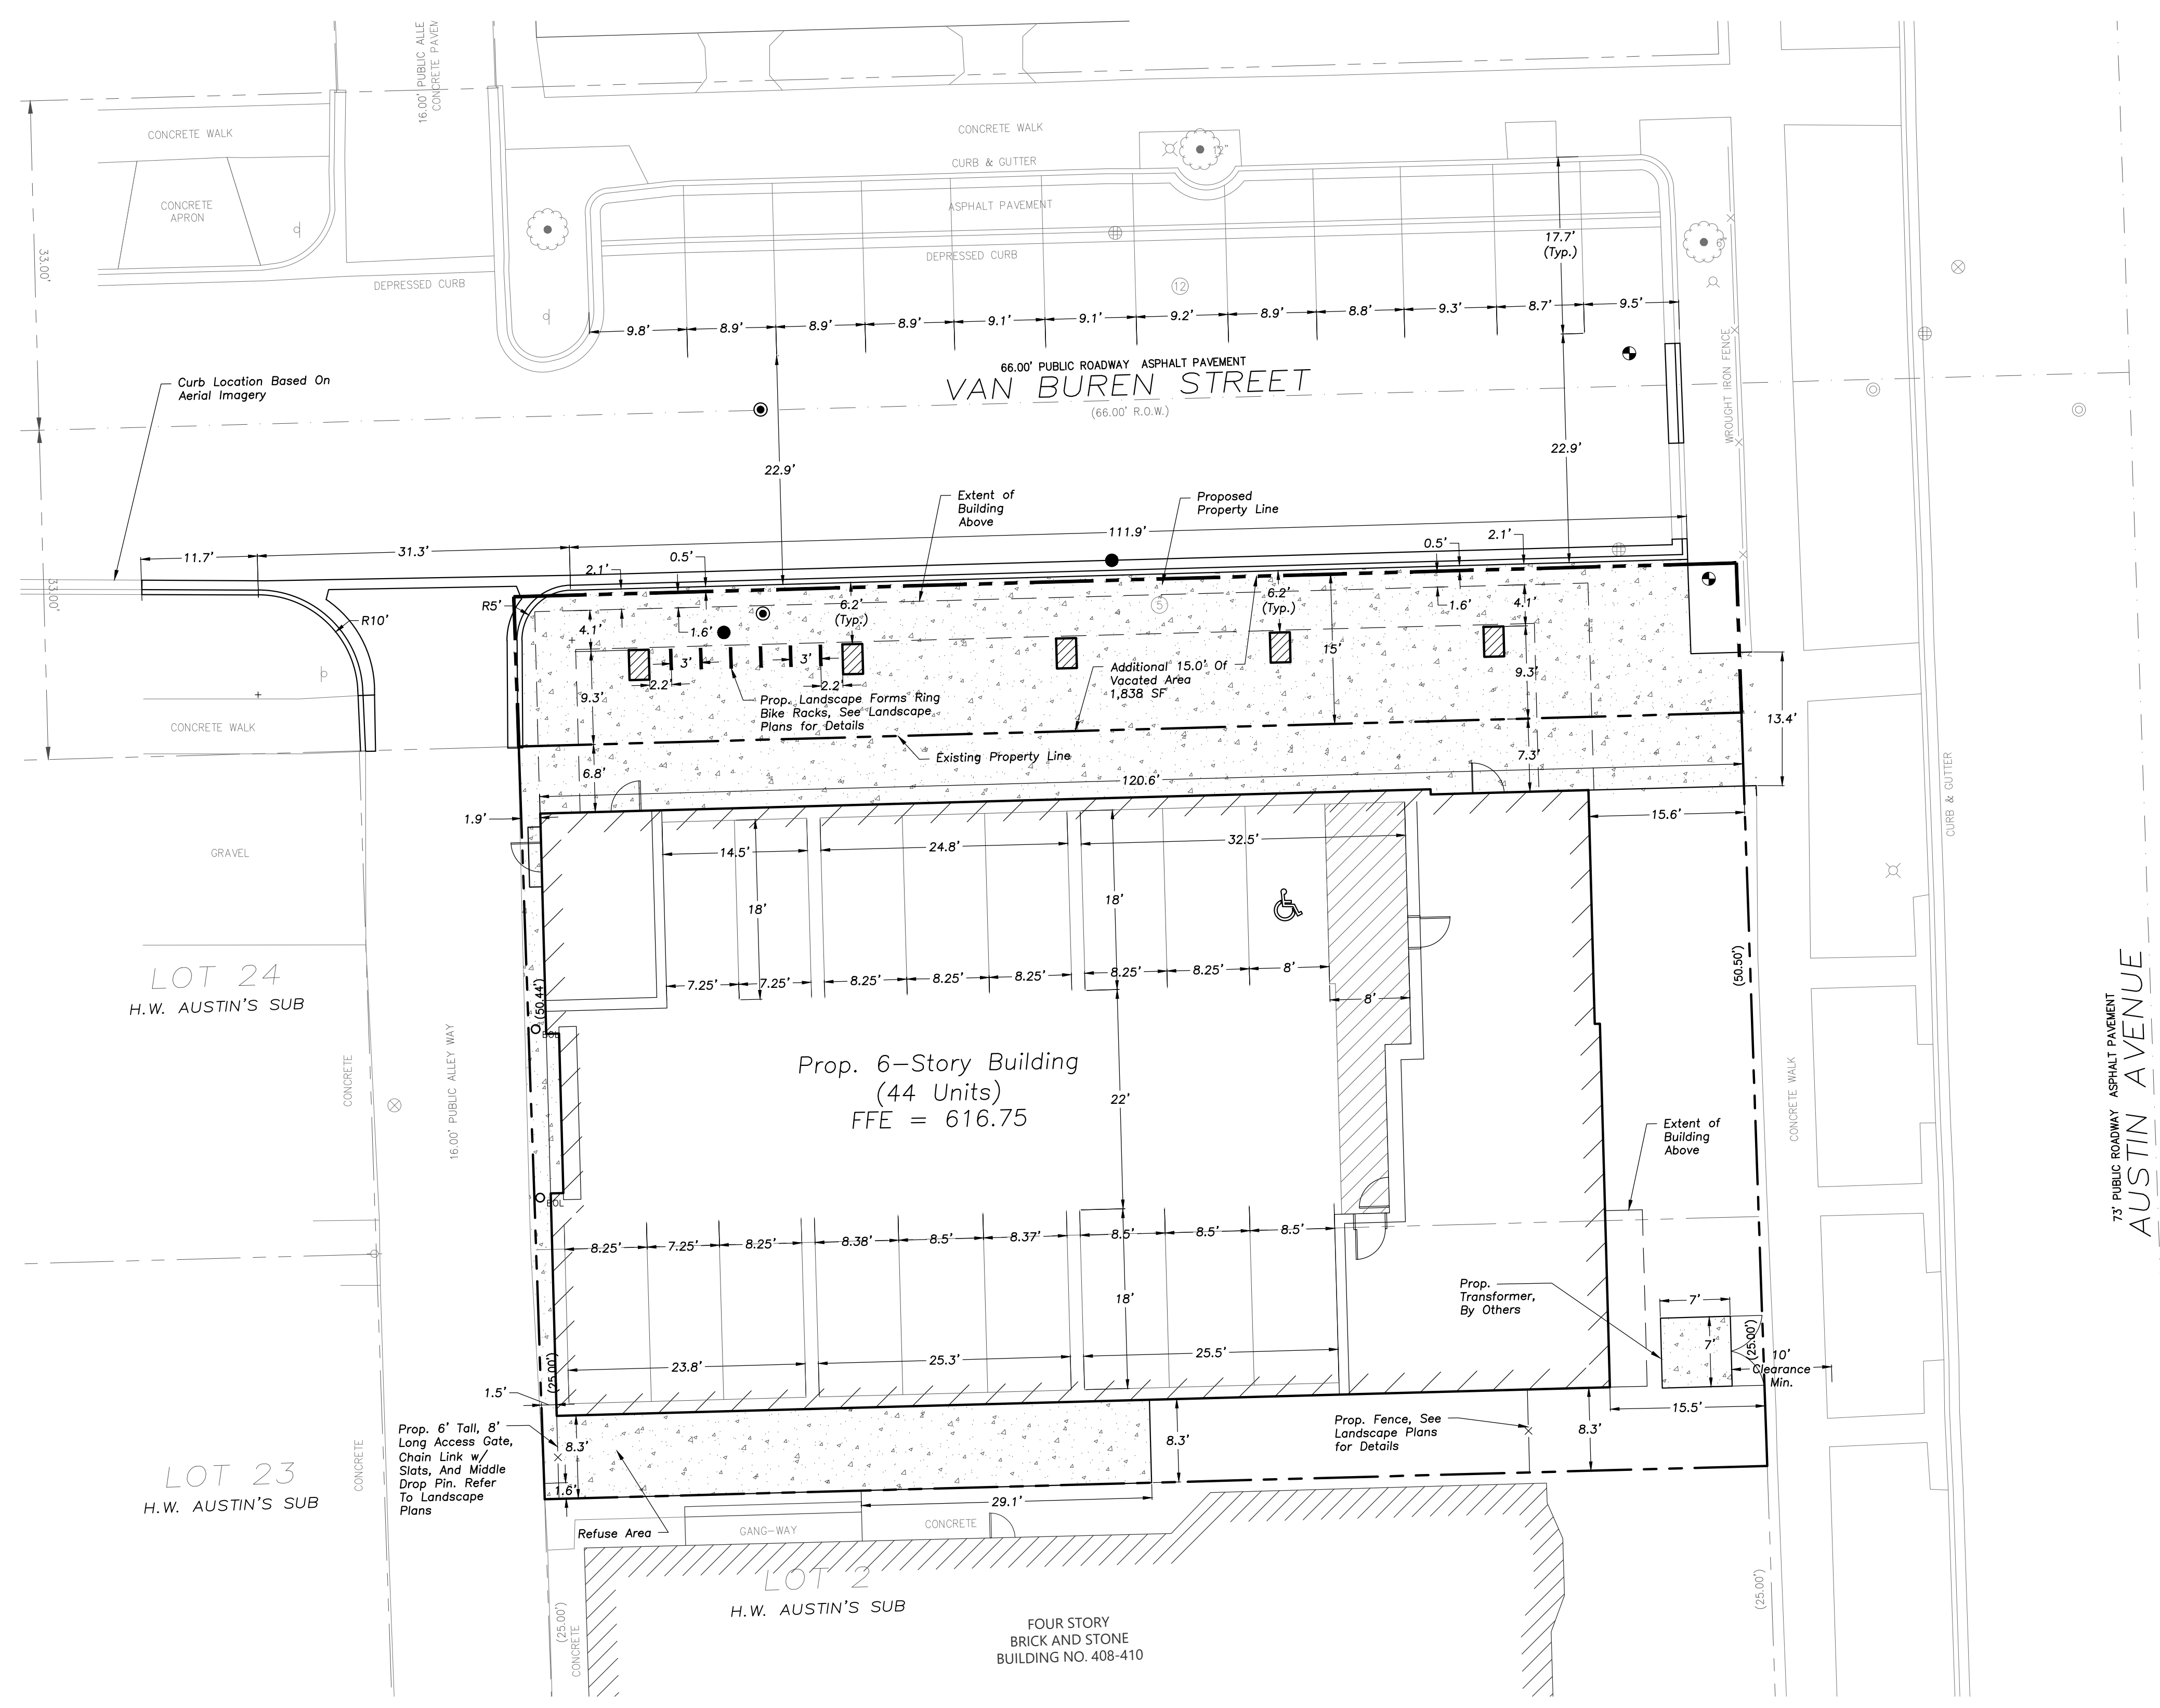 16.00' PUBLIC ALLE
CONCRETE PAVEN
CONCRETE WALK
CONCRETE WALK
12"
CURB & GUTTER
CONCRETE
APRON
ASPHALT PAVEMENT
DEPRESSED CURB
DEPRESSED CURB
17.7'
(Typ.)
6"
33.00'
12
9.8'
8.9'
8.9'
8.9'
9.1'
9.1'
9.2'
8.9'
8.8'
9.3'
8.7'
9.5'
66.00' PUBLIC ROADWAY ASPHALT PAVEMENT
VAN BUREN STREET
(66.00' R.O.W.)
WROUGHT IRON FENCE
Curb Location Based On
Aerial Imagery
22.9'
22.9'
Extent of
Building
Above
Proposed
Property Line
11.7'
31.3'
111.9'
33.00'
2.1'
0.5'
0.5'
2.1'
R5'
R10'
4.1'
1.6'
6.2'
(Typ.)
5
6.2'
(Typ.)
1.6'
4.1'
3'
3'
2.2'
2.2'
9.3'
15'
9.3'
Additional 15.0' Of
Vacated Area
1,838 SF
Prop. Landscape Forms Ring
Bike Racks, See Landscape
Plans for Details
CONCRETE WALK
13.4'
Existing Property Line
6.8'
7.3'
120.6'
1.9'
15.6'
GRAVEL
14.5'
24.8'
32.5'
18'
18'
CURB & GUTTER
7.25'
7.25'
8.25'
8.25'
8.25'
8.25'
8.25'
8'
8'
(50.44')
(50.50')
BOL
LOT 24
H.W. AUSTIN'S SUB
CONCRETE
16.00' PUBLIC ALLEY WAY
Prop. 6-Story Building
(44 Units)
FFE = 616.75
22'
CONCRETE WALK
73' PUBLIC ROADWAY ASPHALT PAVEMENT
AUSTIN AVENUE
Extent of
Building
Above
BOL
8.25'
7.25'
8.25'
8.38'
8.5'
8.37'
8.5'
8.5'
8.5'
18'
Prop.
Transformer,
By Others
7'
7'
(25.00')
10'
Clearance
Min.
23.8'
25.3'
25.5'
(25.00')
1.5'
15.5'
Prop. 6' Tall, 8'
Long Access Gate,
Chain Link w/
Slats, And Middle
Drop Pin. Refer
To Landscape
Plans
8.3'
8.3'
Prop. Fence, See
Landscape Plans
for Details
8.3'
LOT 23
H.W. AUSTIN'S SUB
CONCRETE
1.6'
29.1'
Refuse Area
GANG-WAY
CONCRETE
LOT 2
H.W. AUSTIN'S SUB
(25.00')
CONCRETE
(25.00')
FOUR STORY
BRICK AND STONE
BUILDING NO. 408-410